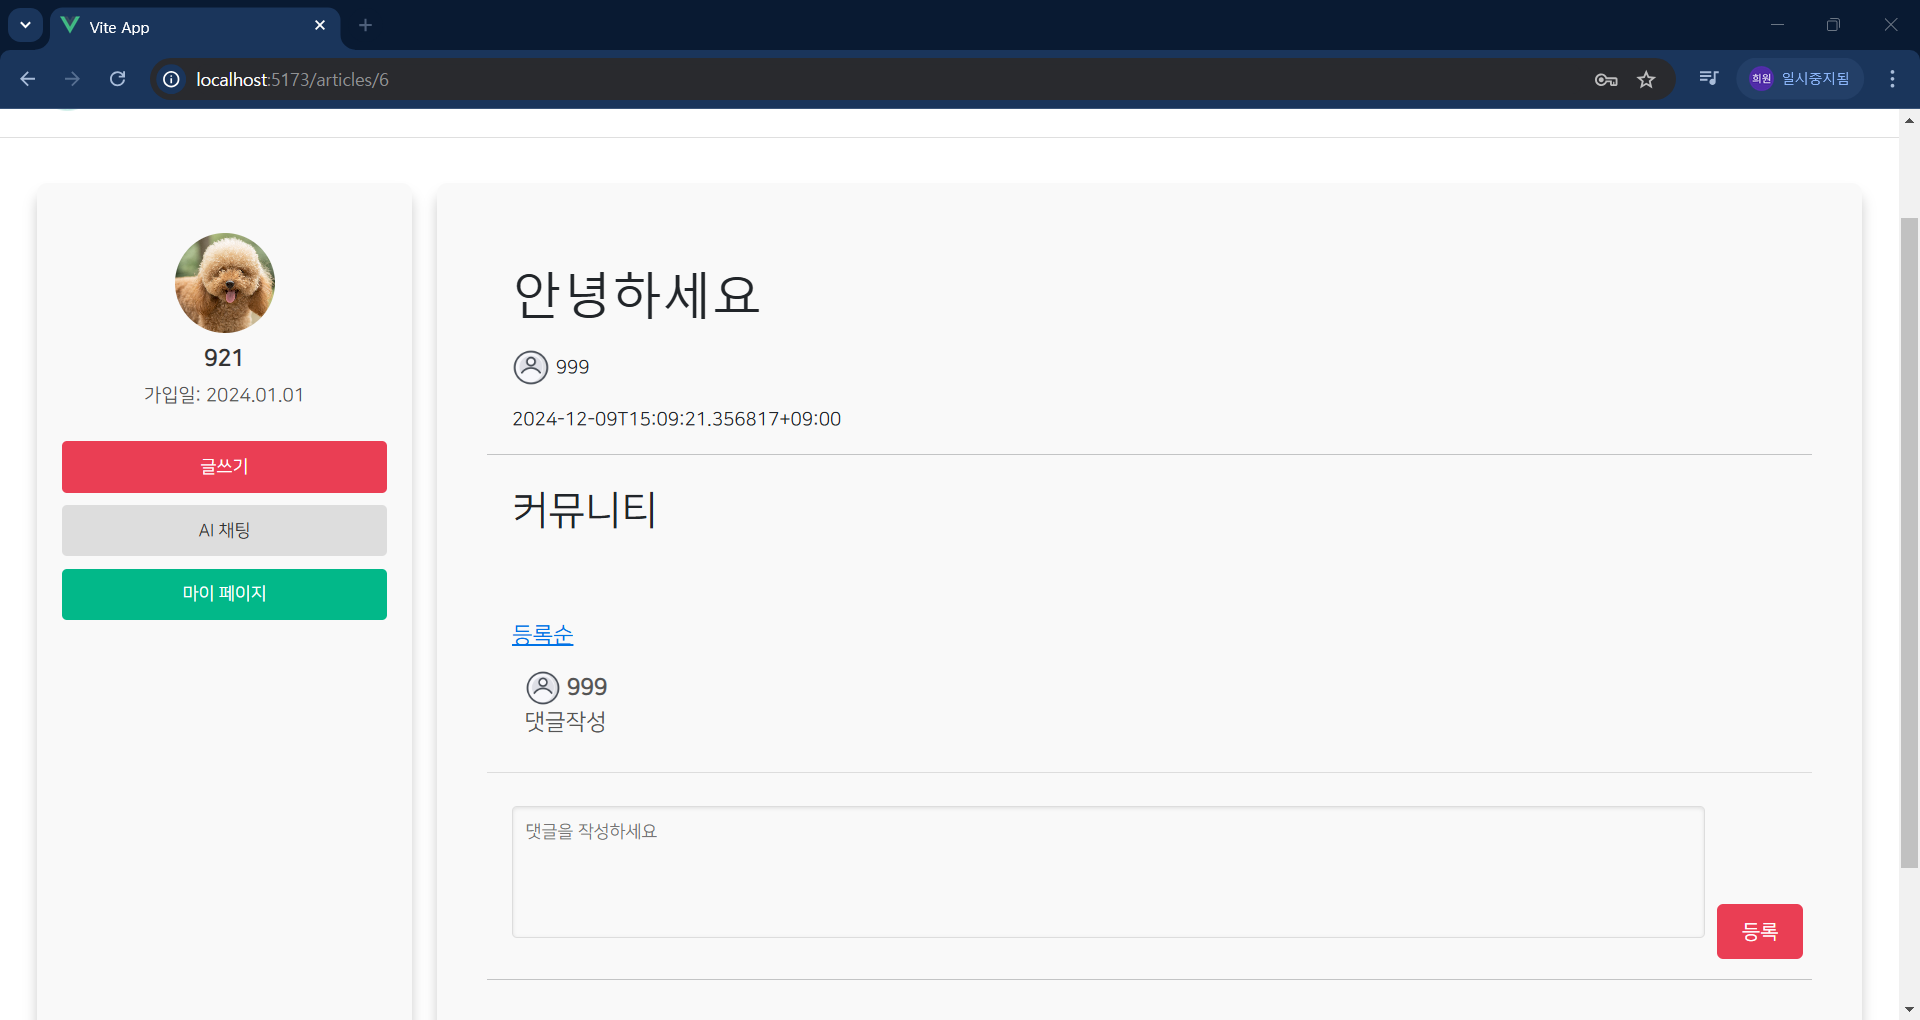 Vite App
localhost:5173/articles/6
희원 일시중지됨
921
가입일: 2024.01.01
글쓰기
AI 채팅
마이 페이지
안녕하세요
999
2024-12-09T15:09:21.356817+09:00
커뮤니티
등록순
999
댓글작성
댓글을 작성하세요
등록